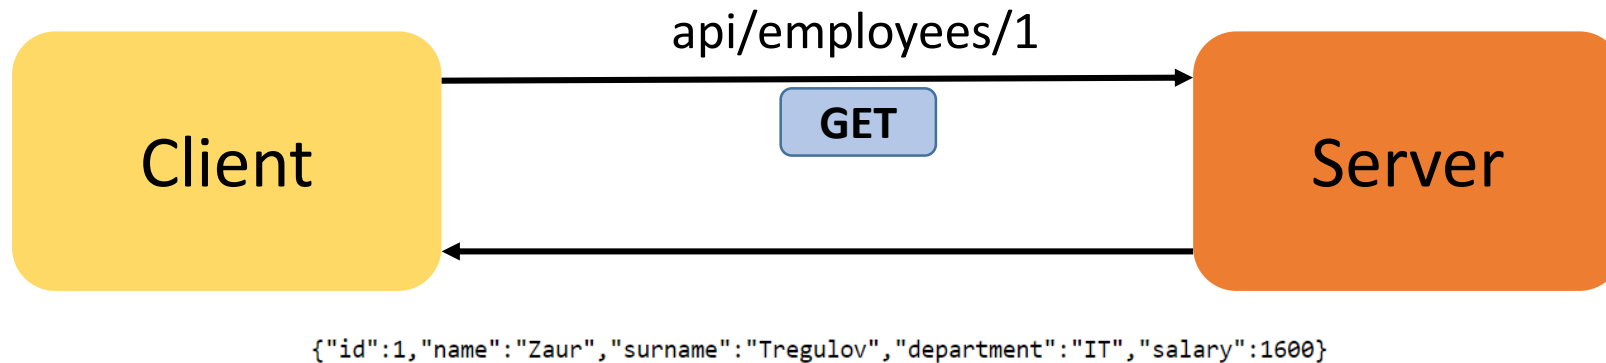 api/employees/1
GET
Client
Server
{"id":1,"name":"Zaur","surname":"Tregulov","department":"IT","salary":1600}